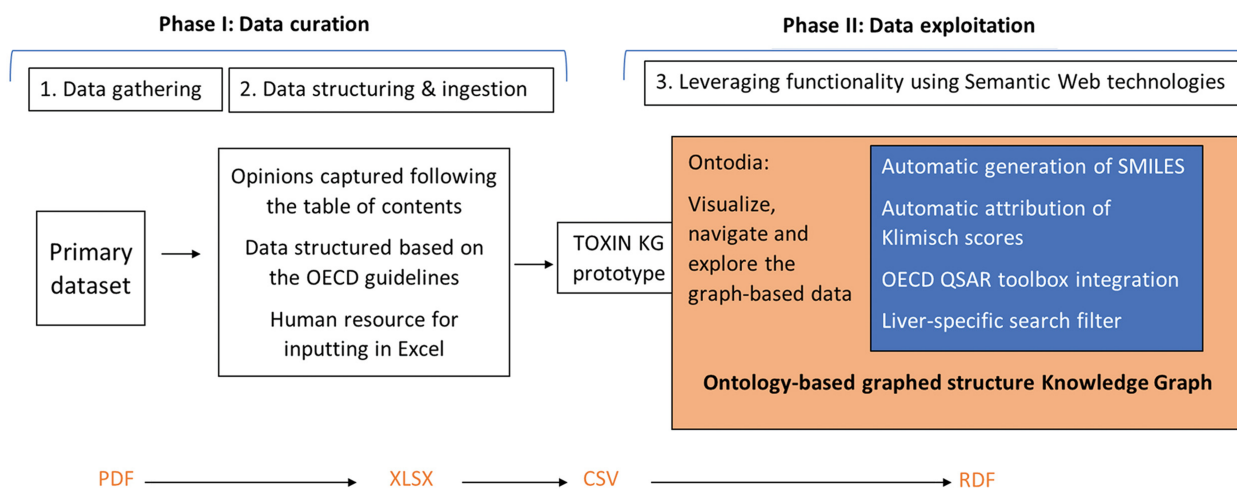 Phase I: Data curation
Phase II: Data exploitation
1. Data gathering
2. Data structuring & ingestion
3. Leveraging functionality using Semantic Web technologies
Primary
dataset
Opinions captured following
the table of contents
Data structured based on
the OECD guidelines
Human resource for
inputting in Excel
TOXIN KG
prototype
Ontodia:
Visualize,
navigate and
explore the
graph-based data
Automatic generation of SMILES
Automatic attribution of
Klimisch scores
OECD QSAR toolbox integration
Liver-specific search filter
Ontology-based graphed structure Knowledge Graph
PDF
XLSX
CSV
RDF